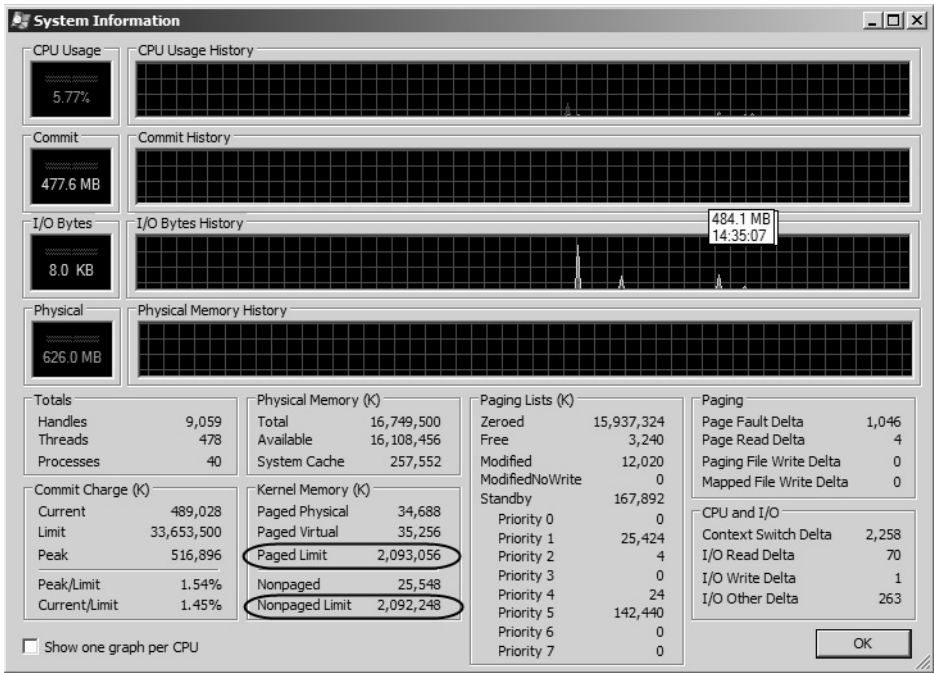 System Information
CPU Usage
CPU Usage History
5.77%
Commit
Commit History
477.6 MB
I/O Bytes
I/O Bytes History
484.1 MB
14:35:07
8.0 KB
Physical
Physical Memory History
626.0 MB
Totals
Handles 9,059
Threads 478
Processes 40
Commit Charge (K)
Current 489,028
Limit 33,653,500
Peak 516,896
Peak/Limit 1.54%
Current/Limit 1.45%
Physical Memory (K)
Total 16,749,500
Available 16,108,456
System Cache 257,552
Kernel Memory (K)
Paged Physical 34,688
Paged Virtual 35,256
Paged Limit 2,093,056
Nonpaged 25,548
Nonpaged Limit 2,092,248
Paging Lists (K)
Zeroed 15,937,324
Free 3,240
Modified 12,020
ModifiedNoWrite 0
Standby 167,892
Priority 0 0
Priority 1 25,424
Priority 2 4
Priority 3 0
Priority 4 24
Priority 5 142,440
Priority 6 0
Priority 7 0
Paging
Page Fault Delta 1,046
Page Read Delta 4
Paging File Write Delta 0
Mapped File Write Delta 0
CPU and I/O
Context Switch Delta 2,258
I/O Read Delta 70
I/O Write Delta 1
I/O Other Delta 263
Show one graph per CPU
OK